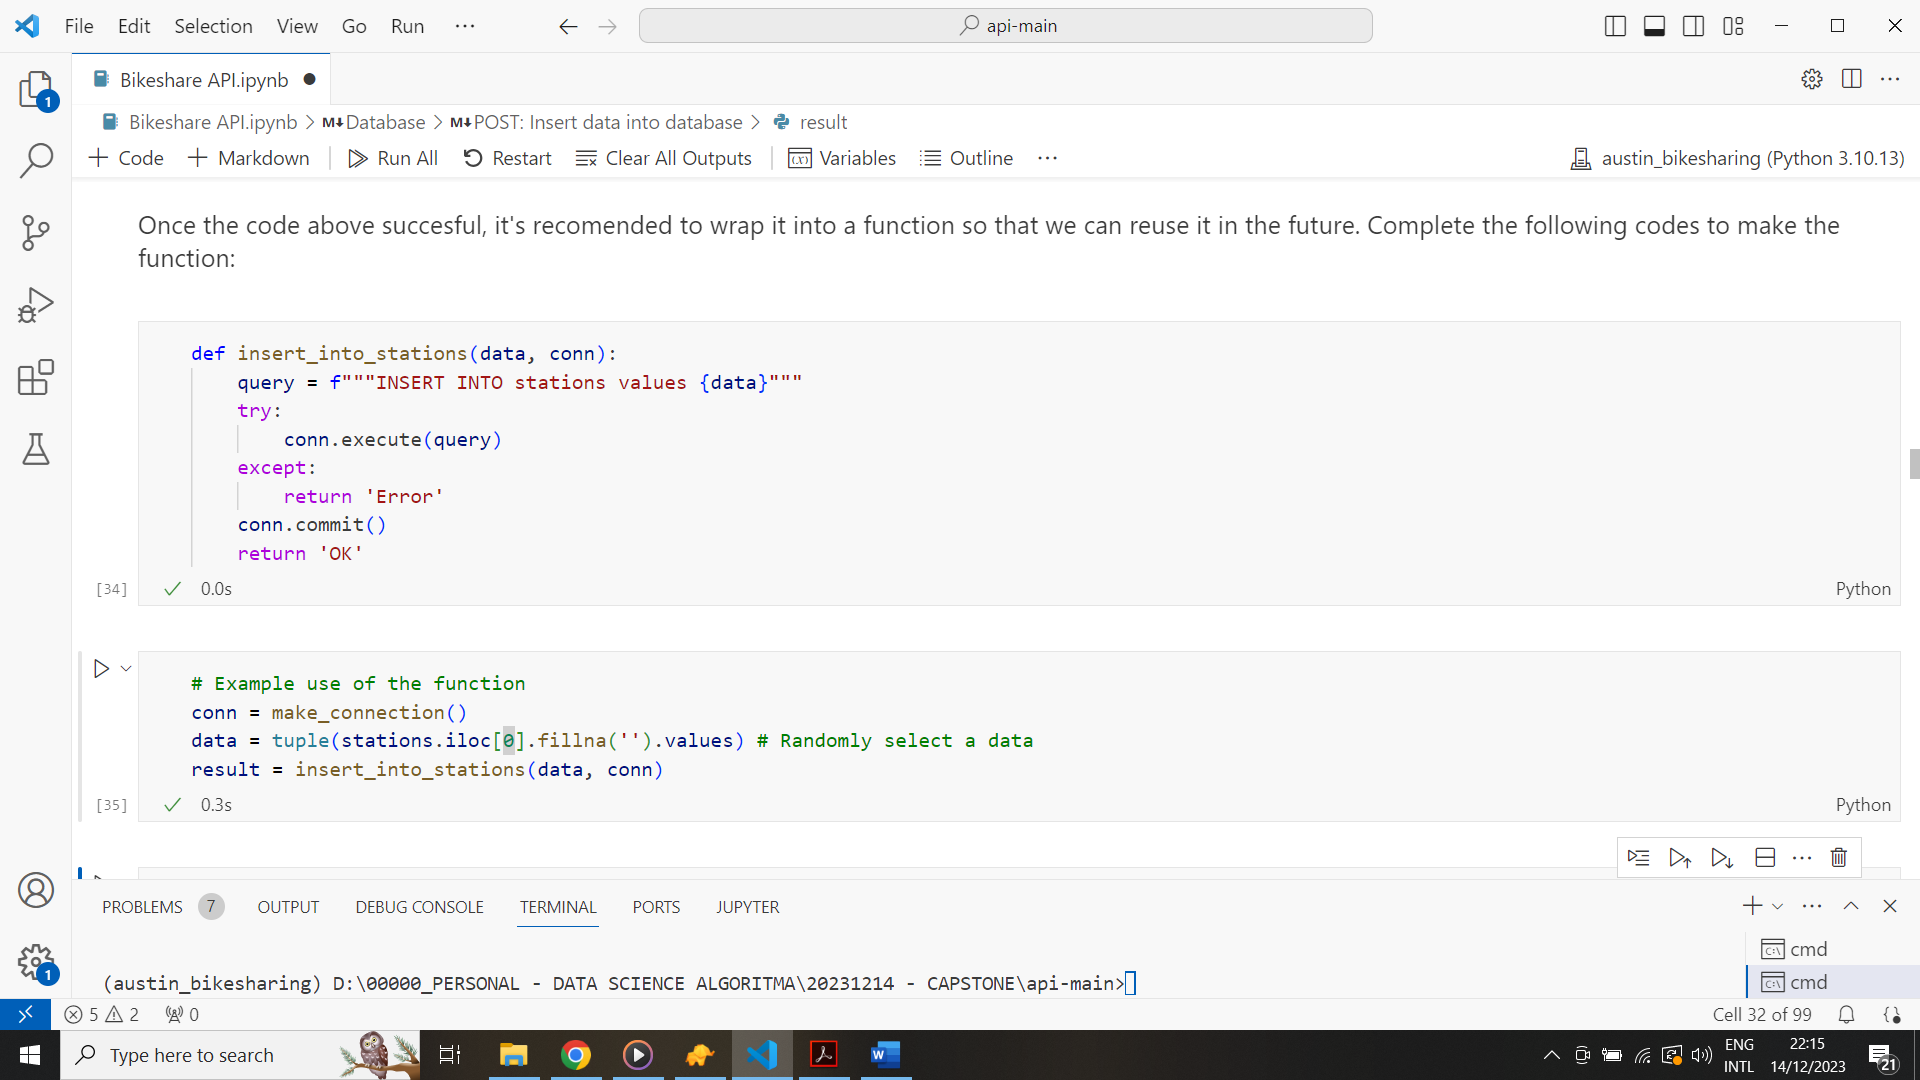 File Edit Selection View Go Run ··· api-main
1
Bikeshare API.ipynb
Bikeshare API.ipynb > M↓Database > M↓POST: Insert data into database > result
+ Code + Markdown Run All Restart Clear All Outputs (x) Variables Outline ··· austin_bikesharing (Python 3.10.13)
Once the code above succesful, it's recomended to wrap it into a function so that we can reuse it in the future. Complete the following codes to make the
function:
def insert_into_stations(data, conn):
query = f"""INSERT INTO stations values {data}"""
try:
conn.execute(query)
except:
return 'Error'
conn.commit()
return 'OK'
[34] 0.0s Python
# Example use of the function
conn = make_connection()
data = tuple(stations.iloc[0].fillna('').values) # Randomly select a data
result = insert_into_stations(data, conn)
[35] 0.3s Python
PROBLEMS 7 OUTPUT DEBUG CONSOLE TERMINAL PORTS JUPYTER
cmd
1
(austin_bikesharing) D:\00000_PERSONAL - DATA SCIENCE ALGORITMA\20231214 - CAPSTONE\api-main>
cmd
5 2 0 Cell 32 of 99
Type here to search
ENG 22:15
INTL 14/12/2023 21